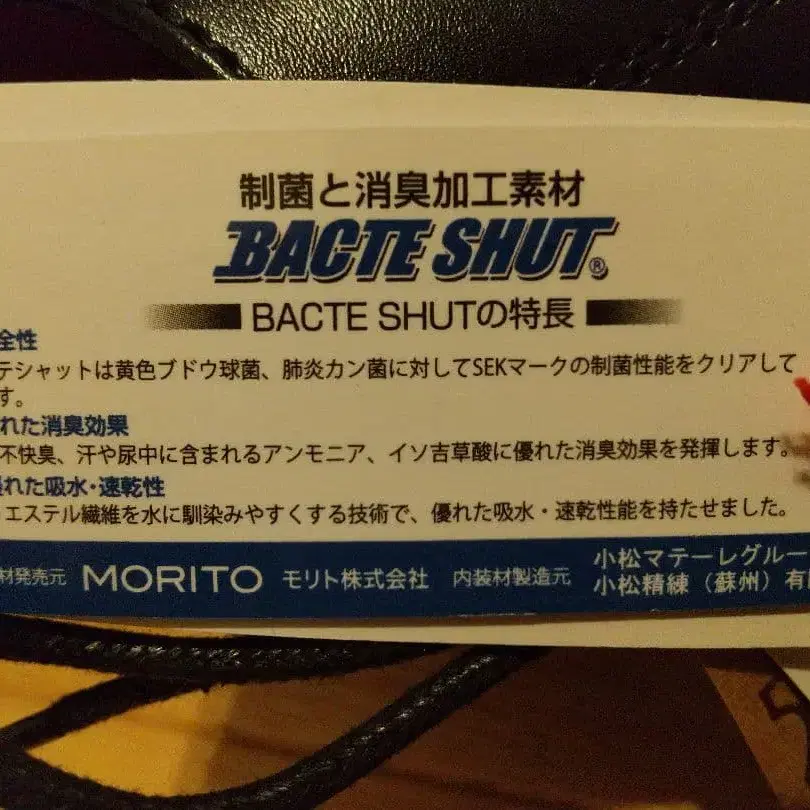 制菌と消臭加工素材
BACTE SHUT®
BACTE SHUTの特長
全性
テシャットは黄色ブドウ球菌、肺炎カン菌に対してSEKマークの制菌性能をクリアして
す。
れた消臭効果
不快臭、汗や尿中に含まれるアンモニア、イソ吉草酸に優れた消臭効果を発揮します。
れた吸水・速乾性
エステル繊維を水に馴染みやすくする技術で、優れた吸水・速乾性能を持たせました。
材発売元 MORITO モリト株式会社 内装材製造元 小松マテーレグルー
小松精練（蘇州）有